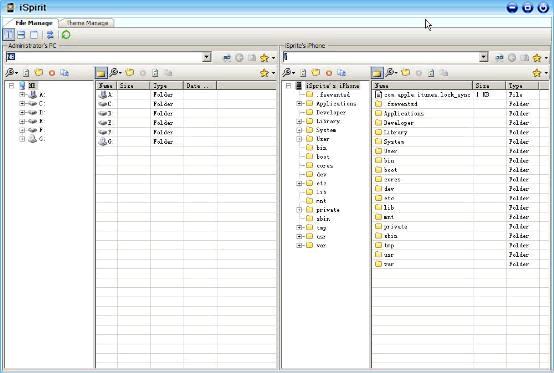 iSpirit
File Manage
Theme Manage
Administrator's PC
iSprite's iPhone
A:
C:
D:
E:
F:
G:
Name Size Type Date ..
A: Folder
C: Folder
D: Folder
E: Folder
F: Folder
G: Folder
iSprite's iPhone
.fseventsd
Applications
Developer
Library
System
User
bin
boot
cores
dev
etc
lib
mnt
private
sbin
tmp
usr
var
Name Size Type
com.apple.itunes.lock_sync 1 KB File
.fseventsd Folder
Applications Folder
Developer Folder
Library Folder
System Folder
User Folder
bin Folder
boot Folder
cores Folder
dev Folder
etc Folder
lib Folder
mnt Folder
private Folder
sbin Folder
tmp Folder
usr Folder
var Folder